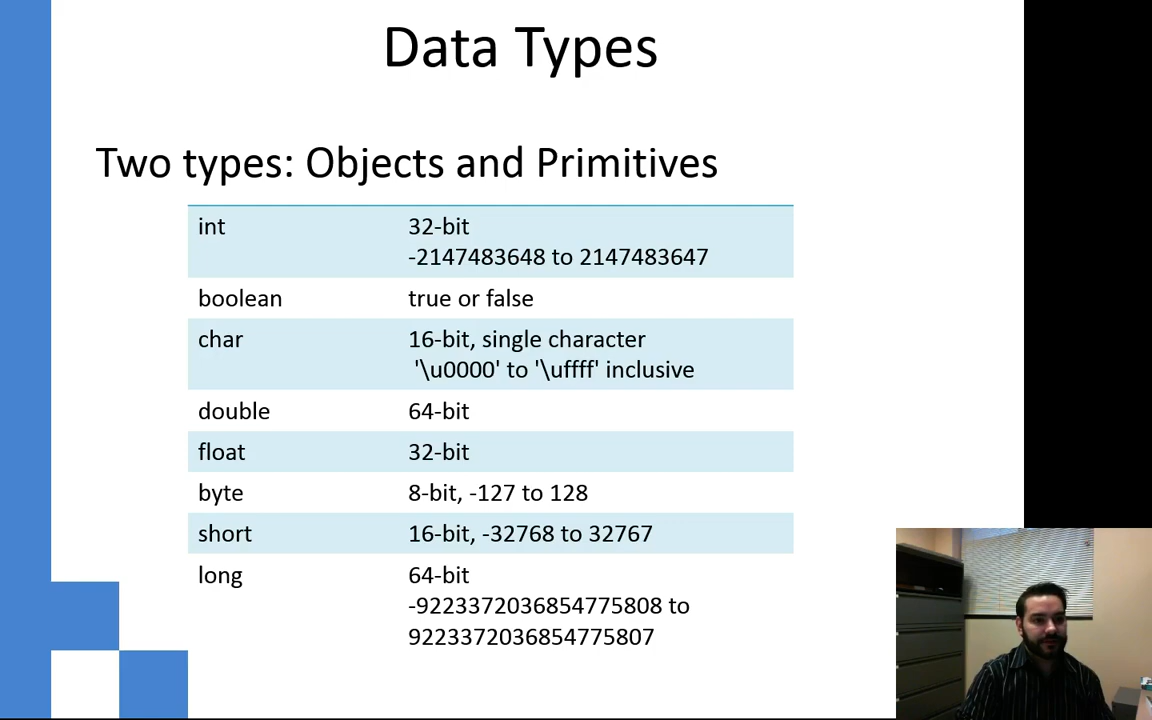 Data Types
Two types: Objects and Primitives
int 32-bit
-2147483648 to 2147483647
boolean true or false
char 16-bit, single character
'\u0000' to '\uffff' inclusive
double 64-bit
float 32-bit
byte 8-bit, -127 to 128
short 16-bit, -32768 to 32767
long 64-bit
-9223372036854775808 to
9223372036854775807